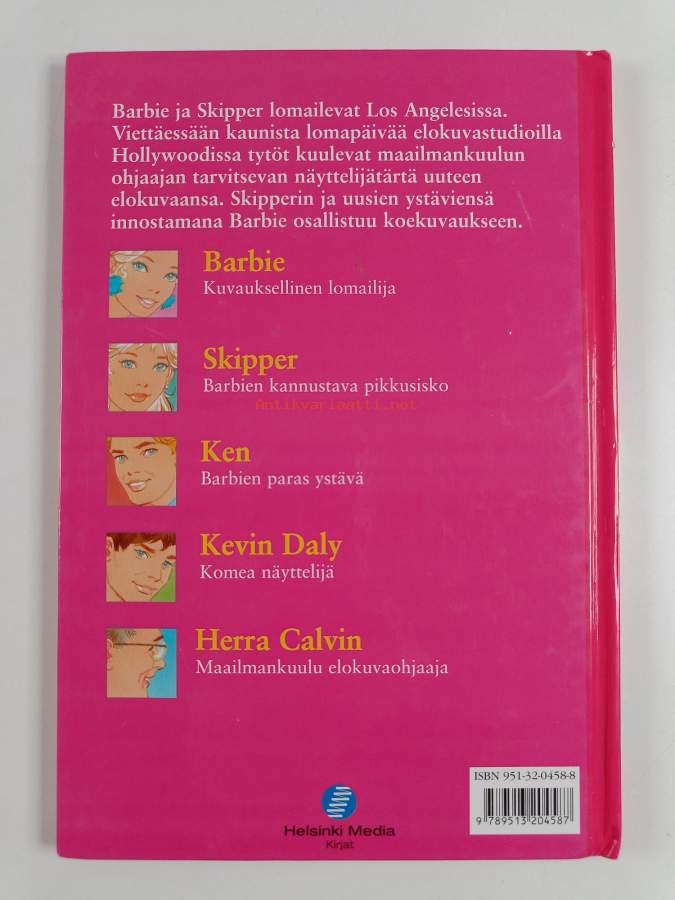 Barbie ja Skipper lomailevat Los Angelesissa.
Viettäessään kaunista lomapäivää elokuvastudioilla
Hollywoodissa tytöt kuulevat maailmankuulun
ohjaajan tarvitsevan näyttelijätärtä uuteen
elokuvaansa. Skipperin ja uusien ystäviensä
innostamana Barbie osallistuu koekuvaukseen.
Barbie
Kuvauksellinen lomailija
Skipper
Barbien kannustava pikkusisko
Antikvariaatti.net
Ken
Barbien paras ystävä
Kevin Daly
Komea näyttelijä
Herra Calvin
Maailmankuulu elokuvaohjaaja
ISBN 951-32-0458-8
9 789513 204587
Helsinki Media
Kirjat